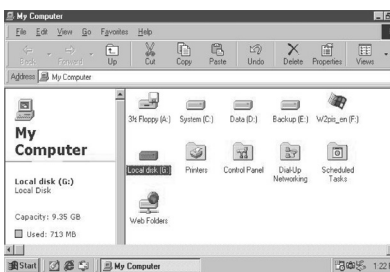 My Computer
File Edit View Go Favorites Help
Back Forward Up Cut Copy Paste Undo Delete Properties Views
Address My Computer
My
Computer
Local disk (G:)
Local Disk
Capacity: 9.35 GB
Used: 713 MB
3½ Floppy (A:) System (C:) Data (D:) Backup (E:) W2pis_en (F:)
Local disk (G:) Printers Control Panel Dial-Up Networking Scheduled Tasks
Web Folders
Start My Computer 1:22